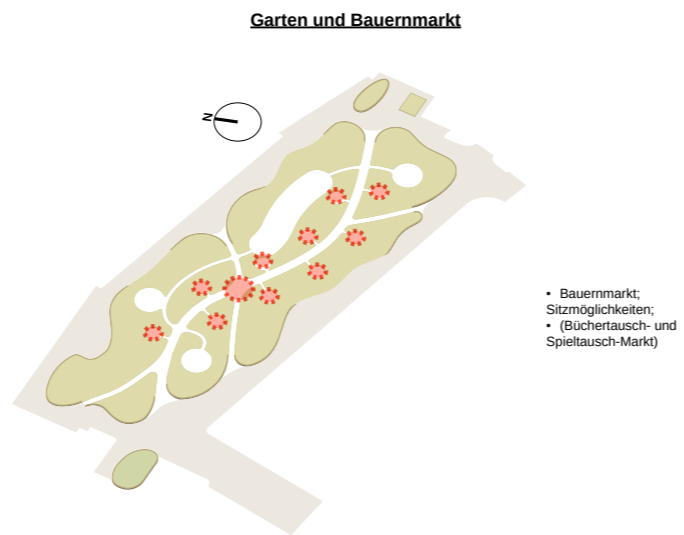 Garten und Bauernmarkt
N
• Bauernmarkt;
Sitzmöglichkeiten;
• (Büchertausch- und
Spieltausch-Markt)